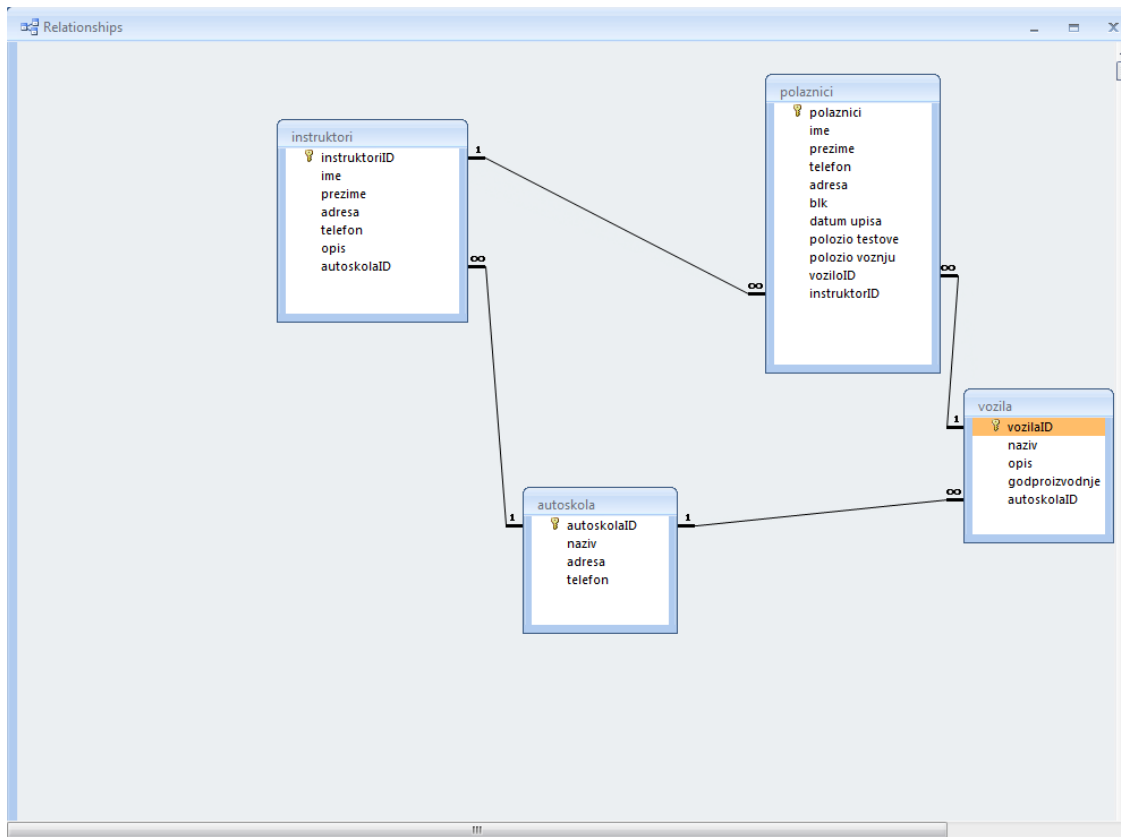 Relationships
instruktori
instruktoriID
ime
prezime
adresa
telefon
opis
autoskolaID
1
∞
polaznici
polaznici
ime
prezime
telefon
adresa
blk
datum upisa
polozio testove
polozio voznju
voziloID
instruktorID
∞
∞
vozila
vozilaID
naziv
opis
godproizvodnje
autoskolaID
1
∞
autoskola
autoskolaID
naziv
adresa
telefon
1
1